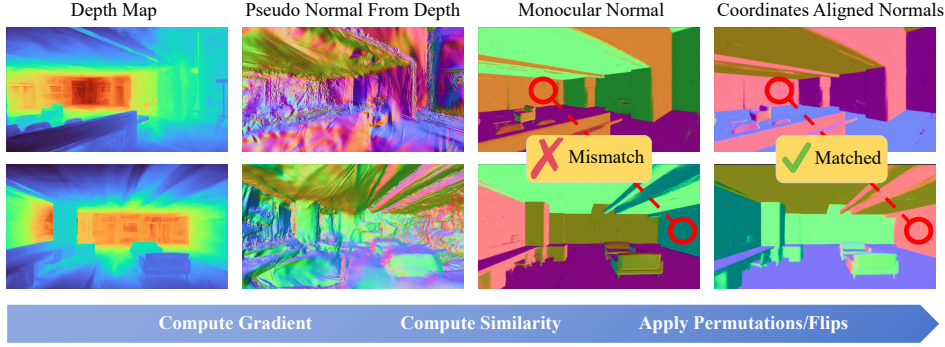 Depth Map
Pseudo Normal From Depth
Monocular Normal
Coordinates Aligned Normals
Mismatch
Matched
Compute Gradient
Compute Similarity
Apply Permutations/Flips